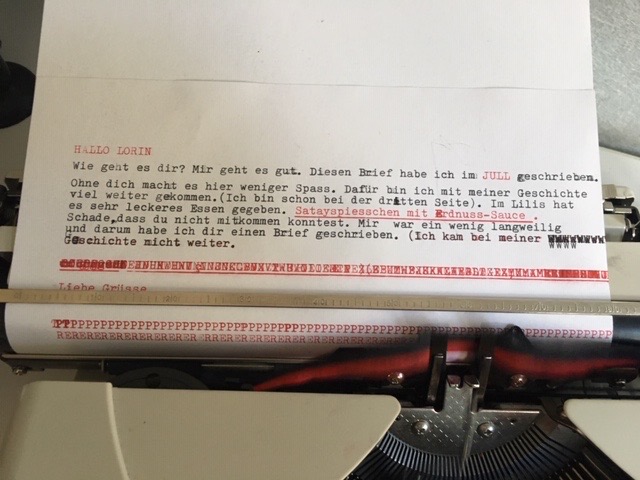 HALLO LORIN
Wie geht es dir? Mir geht es gut. Diesen Brief habe ich im JULL geschrieben.
Ohne dich macht es hier weniger Spass. Dafür bin ich mit meiner Geschichte
viel weiter gekommen.(Ich bin schon bei der dritten Seite). Im Lilis hat
es sehr leckeres Essen gegeben. Satayspiesschen mit Erdnuss-Sauce .
Schade,dass du nicht mitkommen konntest. Mir war ein wenig langweilig
und darum habe ich dir einen Brief geschrieben. (Ich kam bei meiner
Geschichte micht weiter.
Liebe Grüsse